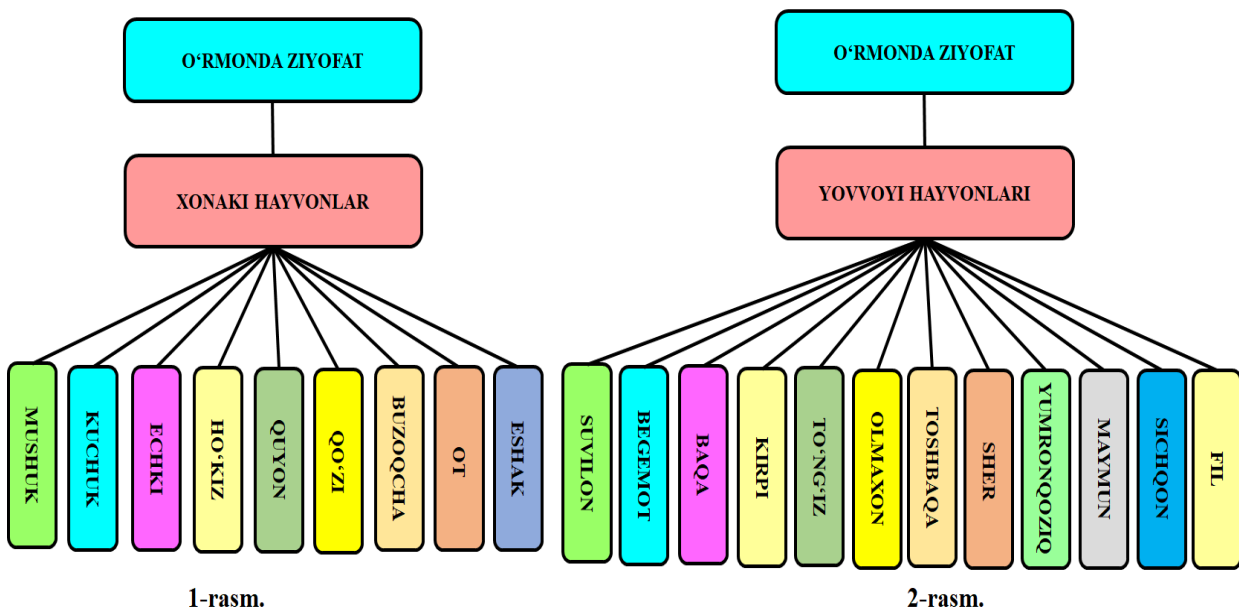 O‘RMONDA ZIYOFAT
XONAKI HAYVONLAR
MUSHUK
KUCHUK
ECHKI
HO‘KIZ
QUYON
QO‘ZI
BUZOQCHA
OT
ESHAK
1-rasm.
O‘RMONDA ZIYOFAT
YOVVOYI HAYVONLARI
SUVILON
BEGEMOT
BAQA
KIRPI
TO‘NG‘IZ
OLMAXON
TOSHBAQA
SHER
YUMRONQOZIQ
MAYMUN
SICHQON
FIL
2-rasm.